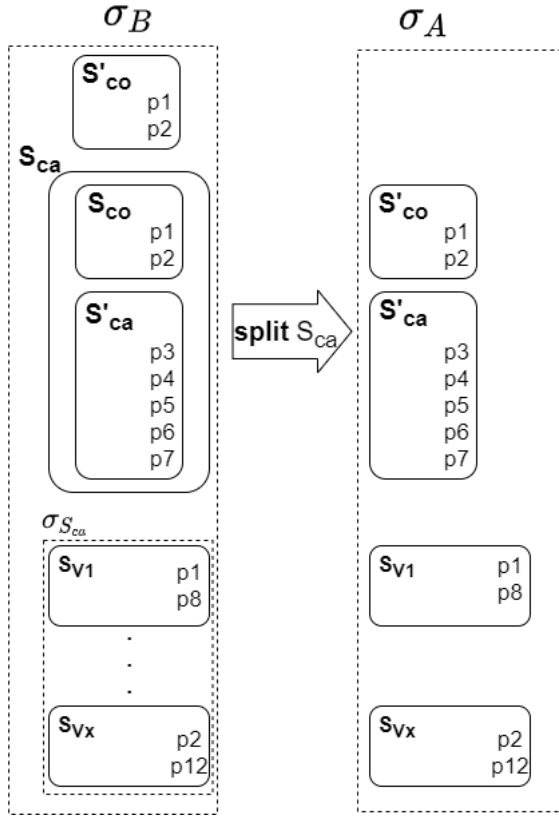 σB
σA
S'co
p1
p2
Sca
Sco
p1
p2
S'ca
p3
p4
p5
p6
p7
split Sca
S'co
p1
p2
S'ca
p3
p4
p5
p6
p7
σSca
SV1
p1
p8
.
.
.
SVx
p2
p12
SV1
p1
p8
SVx
p2
p12